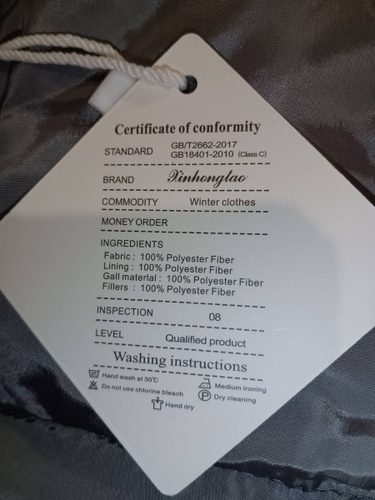 Certificate of conformity
STANDARD GB/T2662-2017
GB18401-2010 (Class C)
BRAND Xinhongtao
COMMODITY Winter clothes
MONEY ORDER
INGREDIENTS
Fabric : 100% Polyester Fiber
Lining : 100% Polyester Fiber
Gall material : 100% Polyester Fiber
Fillers : 100% Polyester Fiber
INSPECTION 08
LEVEL Qualified product
Washing instructions
Hand wash at 30℃ Medium ironing
Do not use chlorine bleach P Dry cleaning
Hand dry